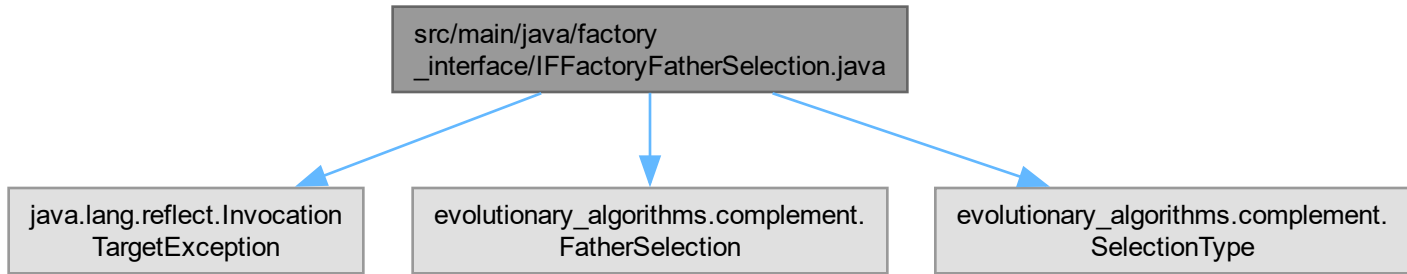 src/main/java/factory
_interface/IFFactoryFatherSelection.java
java.lang.reflect.Invocation
TargetException
evolutionary_algorithms.complement.
FatherSelection
evolutionary_algorithms.complement.
SelectionType